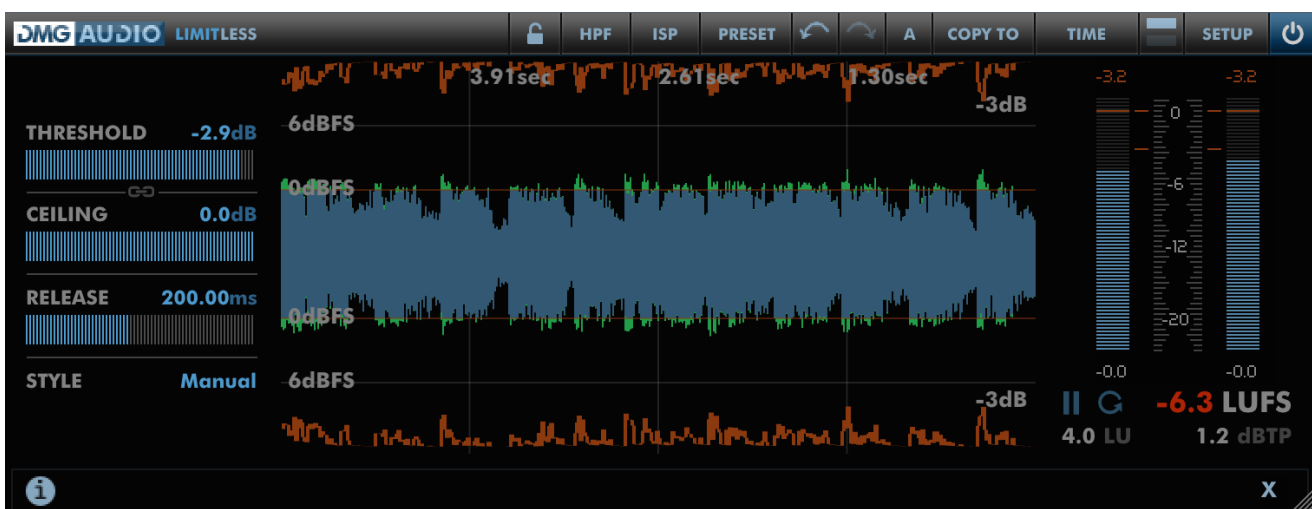 DMG AUDIO LIMITLESS HPF ISP PRESET A COPY TO TIME SETUP
3.91sec 2.61sec 1.30sec -3.2 -3.2
-3dB 0
THRESHOLD -2.9dB 6dBFS
0dBFS -6
CEILING 0.0dB
-12
RELEASE 200.00ms
0dBFS -20
STYLE Manual -6dBFS -0.0 -0.0
-3dB -6.3 LUFS
4.0 LU 1.2 dBTP
i X